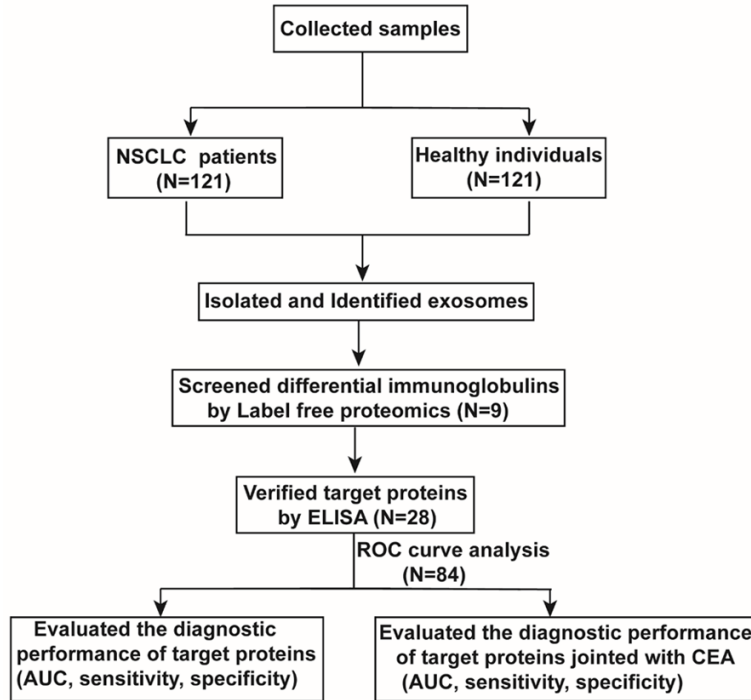 Collected samples
NSCLC patients
(N=121)
Healthy individuals
(N=121)
Isolated and Identified exosomes
Screened differential immunoglobulins
by Label free proteomics (N=9)
Verified target proteins
by ELISA (N=28)
ROC curve analysis
(N=84)
Evaluated the diagnostic
performance of target proteins
(AUC, sensitivity, specificity)
Evaluated the diagnostic performance
of target proteins jointed with CEA
(AUC, sensitivity, specificity)